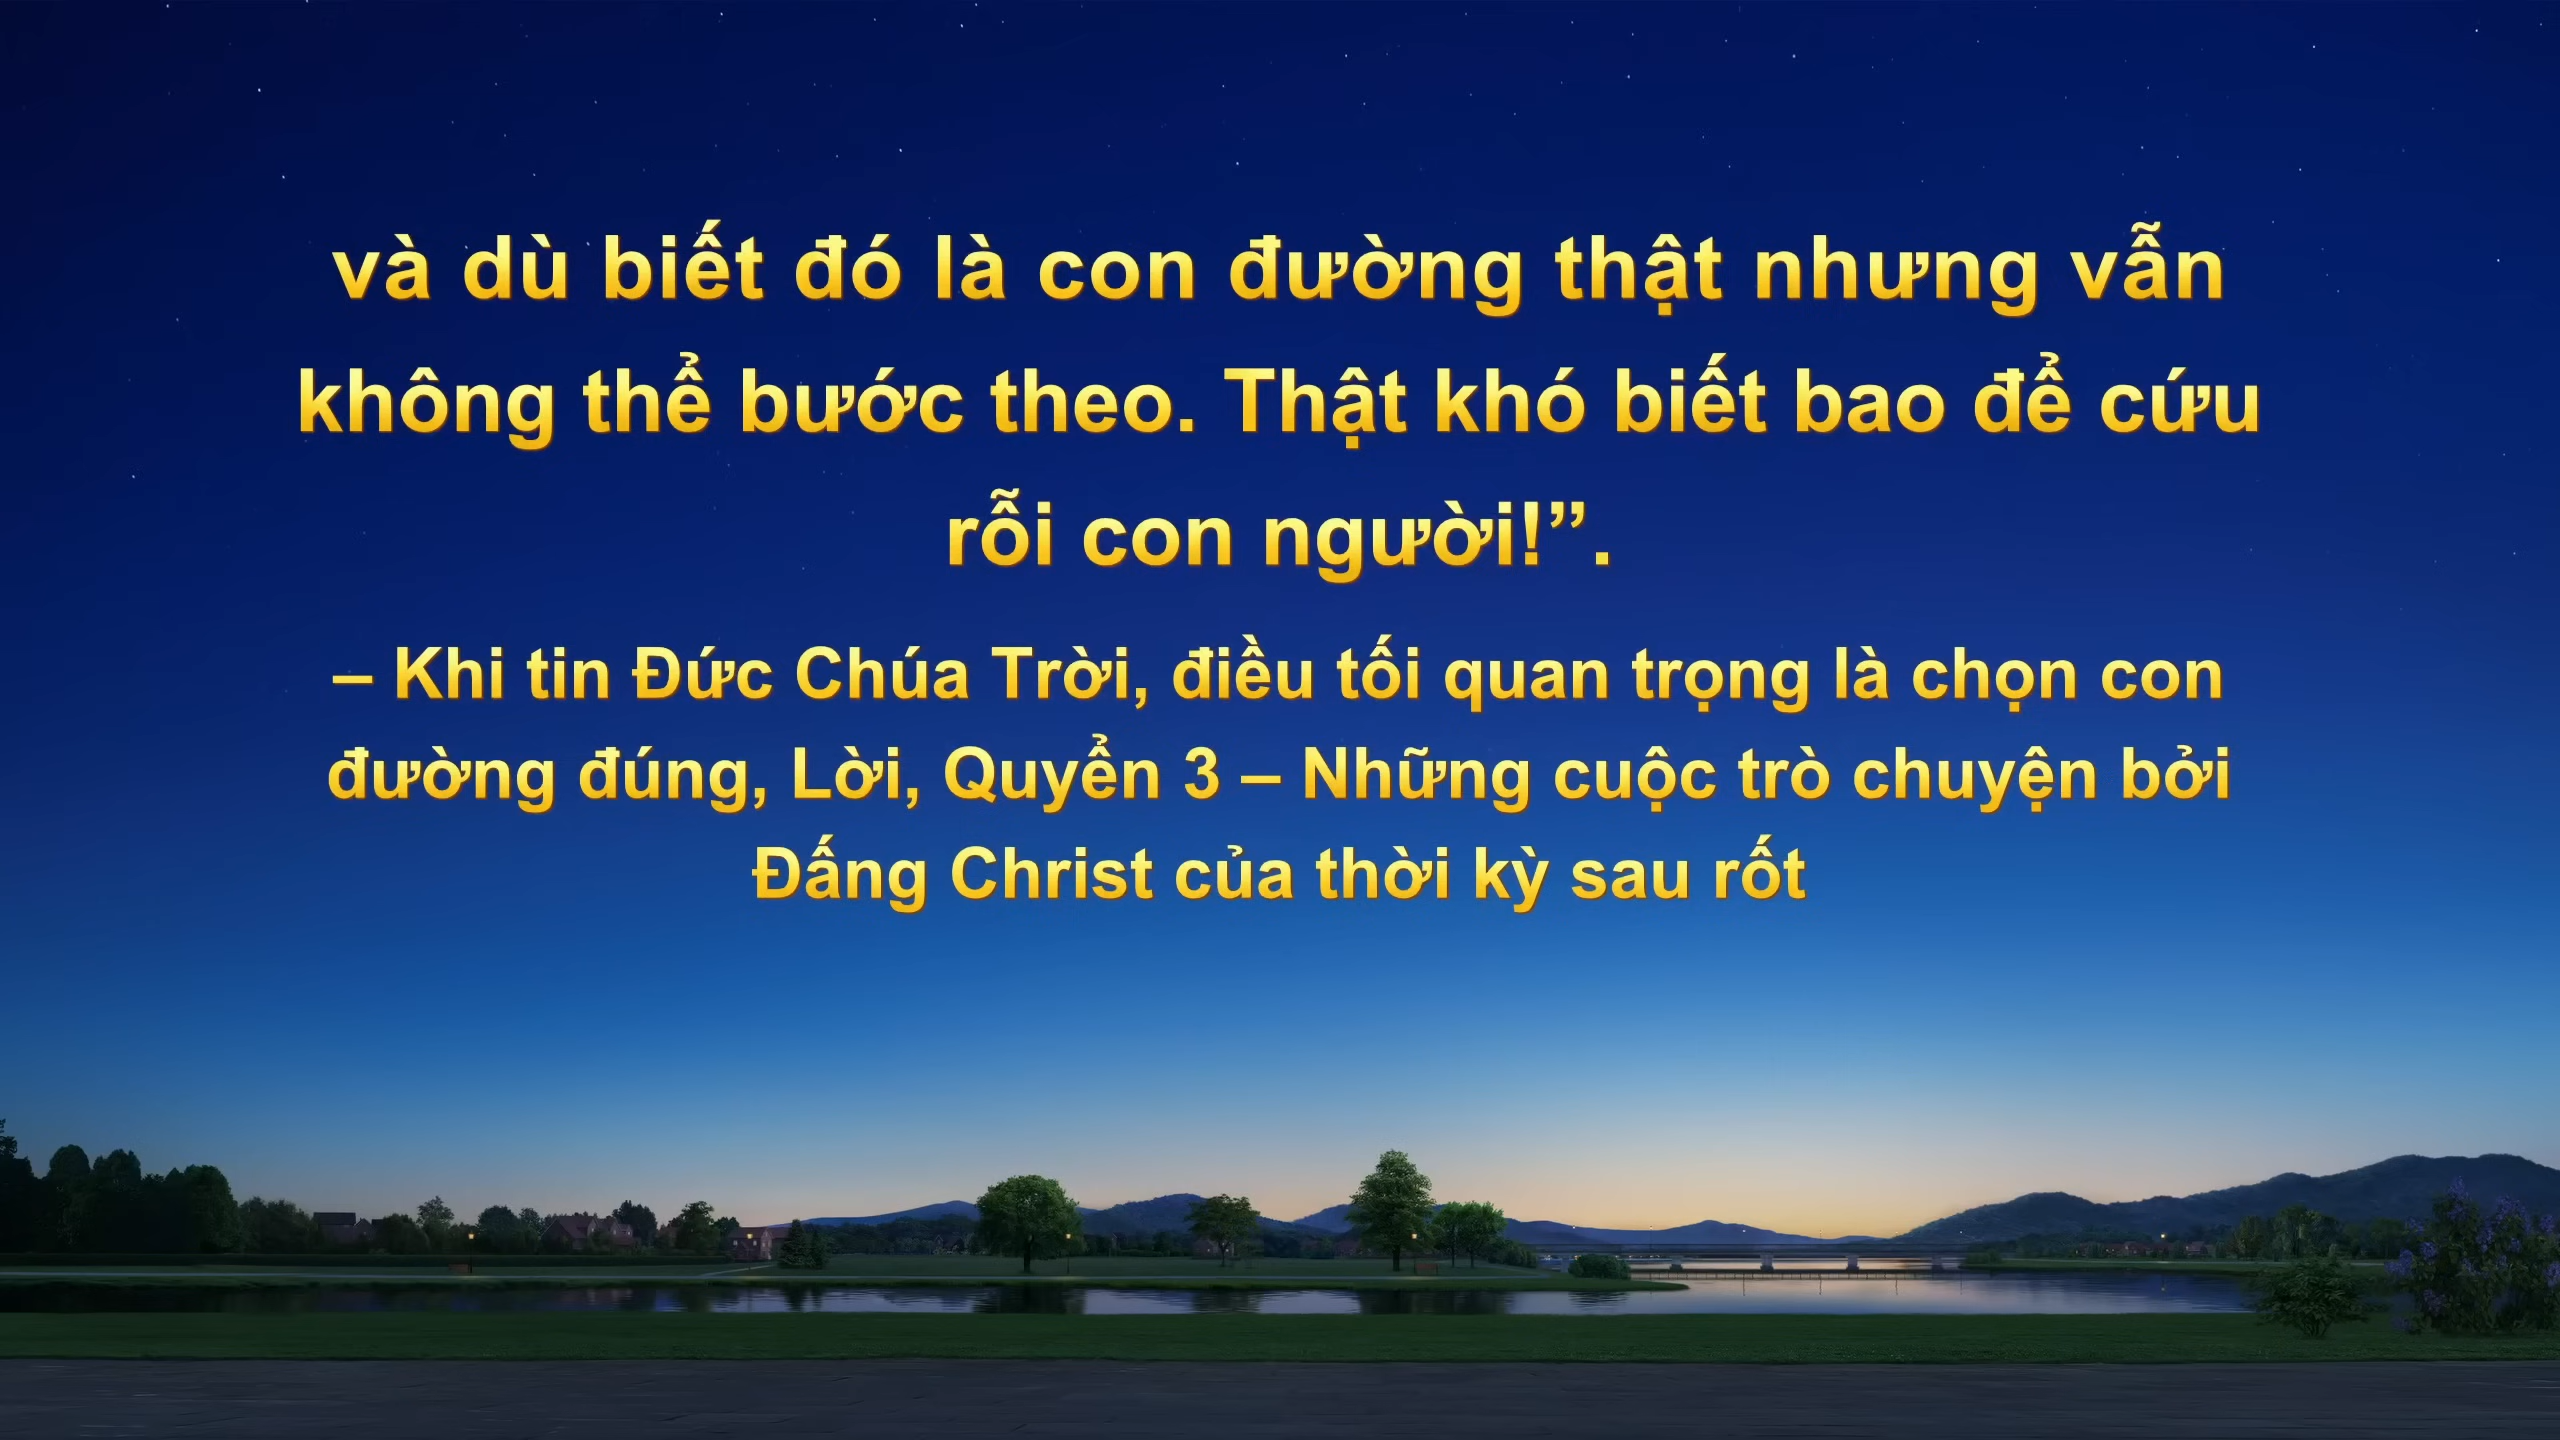 và dù biết đó là con đường thật nhưng vẫn
không thể bước theo. Thật khó biết bao để cứu
rỗi con người!”.
– Khi tin Đức Chúa Trời, điều tối quan trọng là chọn con
đường đúng, Lời, Quyển 3 – Những cuộc trò chuyện bởi
Đấng Christ của thời kỳ sau rốt